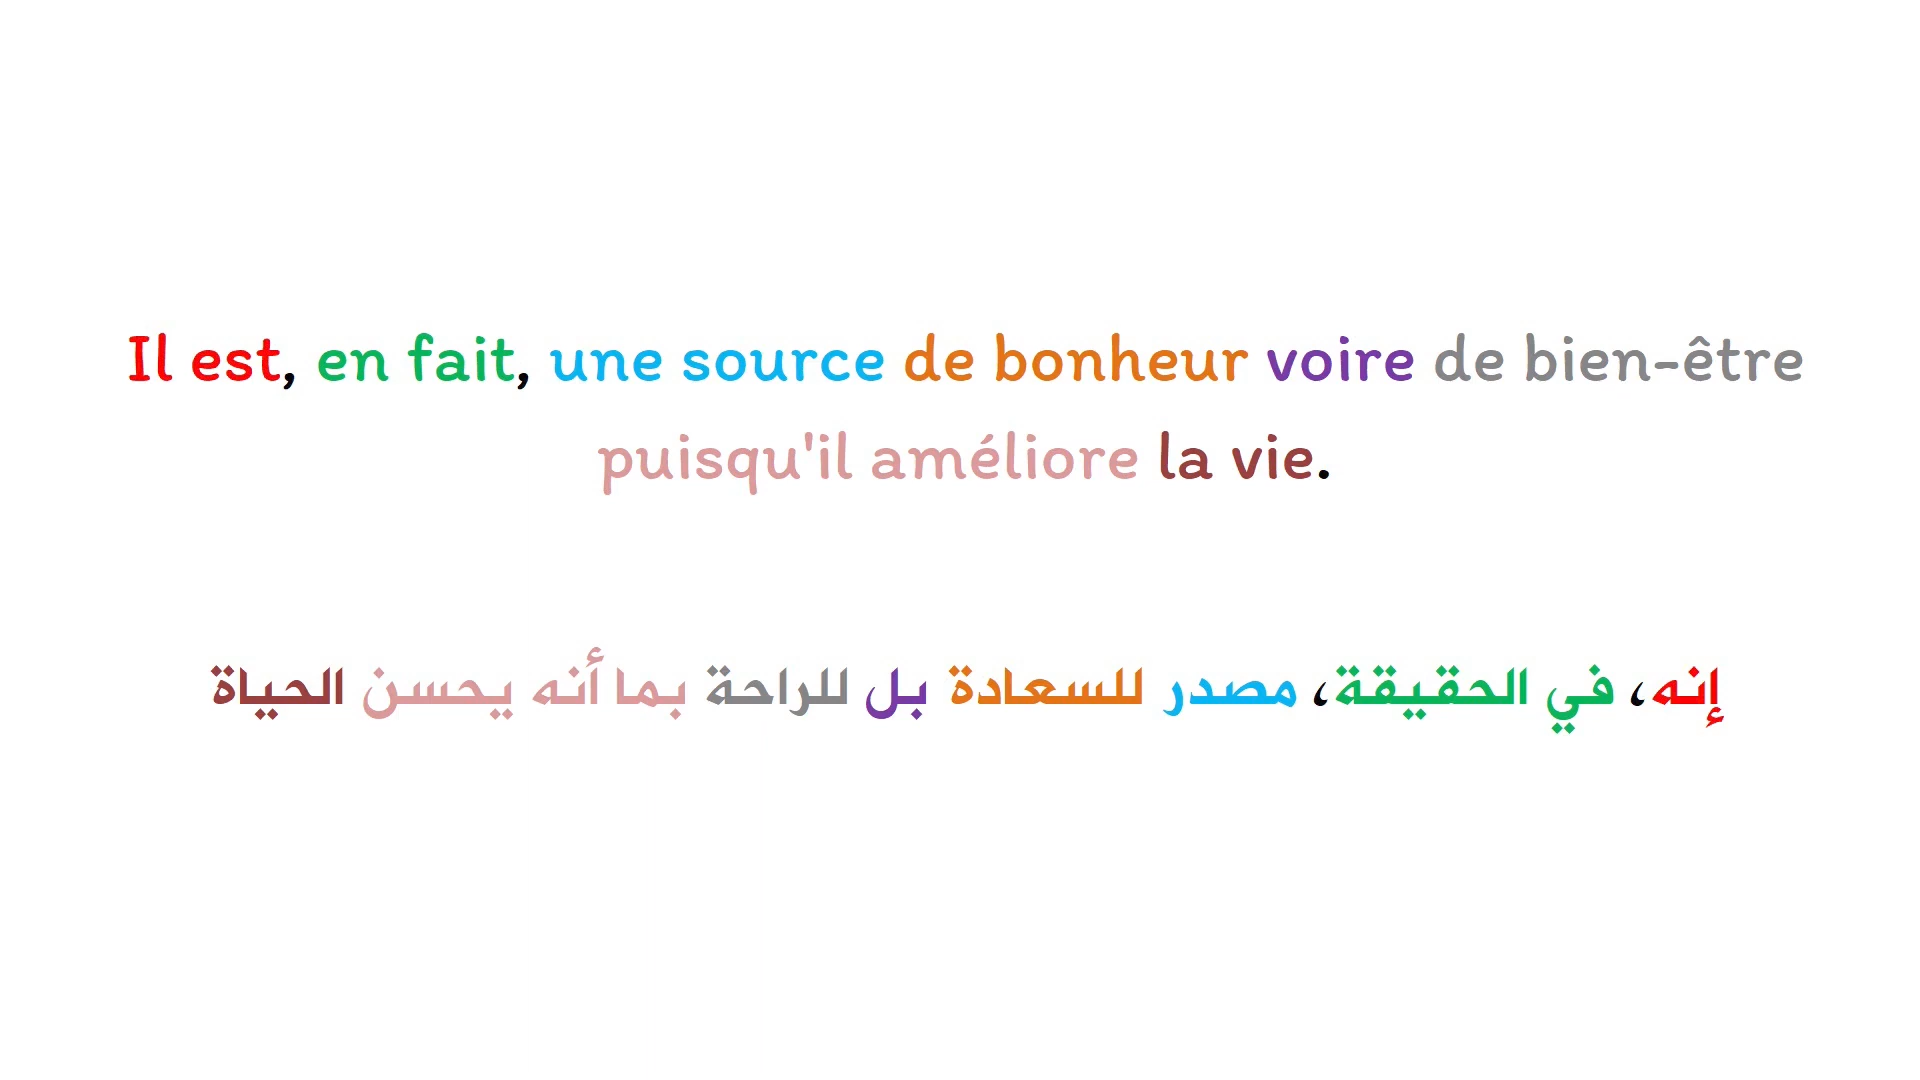 Il est, en fait, une source de bonheur voire de bien-être
puisqu'il améliore la vie.
إنه، في الحقيقة، مصدر للسعادة بل للراحة بما أنه يحسن الحياة